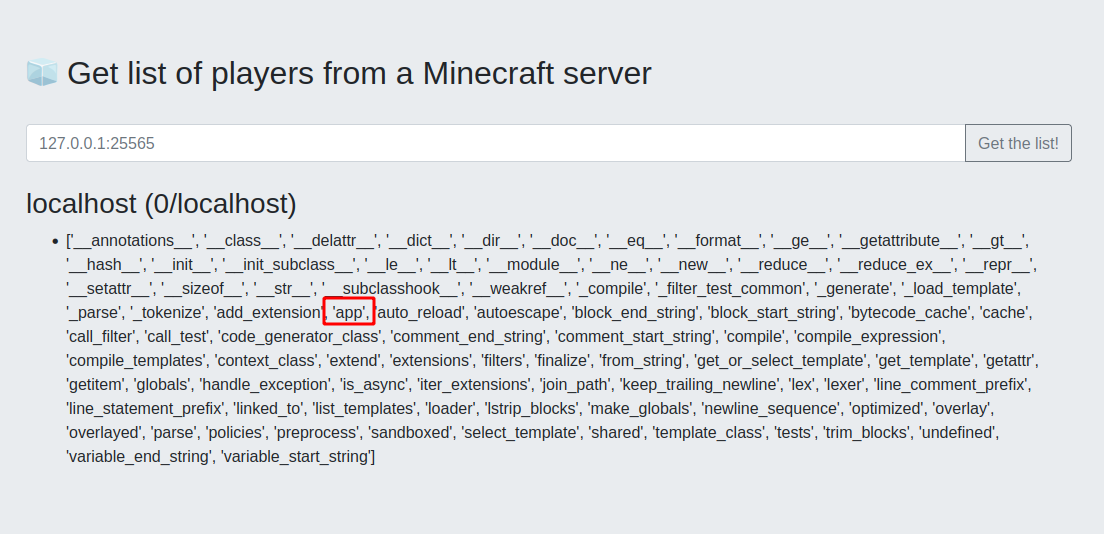 Get list of players from a Minecraft server
127.0.0.1:25565
Get the list!
localhost (0/localhost)
• ['__annotations__', '__class__', '__delattr__', '__dict__', '__dir__', '__doc__', '__eq__', '__format__', '__ge__', '__getattribute__', '__gt__',
'__hash__', '__init__', '__init_subclass__', '__le__', '__lt__', '__module__', '__ne__', '__new__', '__reduce__', '__reduce_ex__', '__repr__',
'__setattr__', '__sizeof__', '__str__', '__subclasshook__', '__weakref__', '_compile', '_filter_test_common', '_generate', '_load_template',
'_parse', '_tokenize', 'add_extension', 'app', 'auto_reload', 'autoescape', 'block_end_string', 'block_start_string', 'bytecode_cache', 'cache',
'call_filter', 'call_test', 'code_generator_class', 'comment_end_string', 'comment_start_string', 'compile', 'compile_expression',
'compile_templates', 'context_class', 'extend', 'extensions', 'filters', 'finalize', 'from_string', 'get_or_select_template', 'get_template', 'getattr',
'getitem', 'globals', 'handle_exception', 'is_async', 'iter_extensions', 'join_path', 'keep_trailing_newline', 'lex', 'lexer', 'line_comment_prefix',
'line_statement_prefix', 'linked_to', 'list_templates', 'loader', 'lstrip_blocks', 'make_globals', 'newline_sequence', 'optimized', 'overlay',
'overlayed', 'parse', 'policies', 'preprocess', 'sandboxed', 'select_template', 'shared', 'template_class', 'tests', 'trim_blocks', 'undefined',
'variable_end_string', 'variable_start_string']